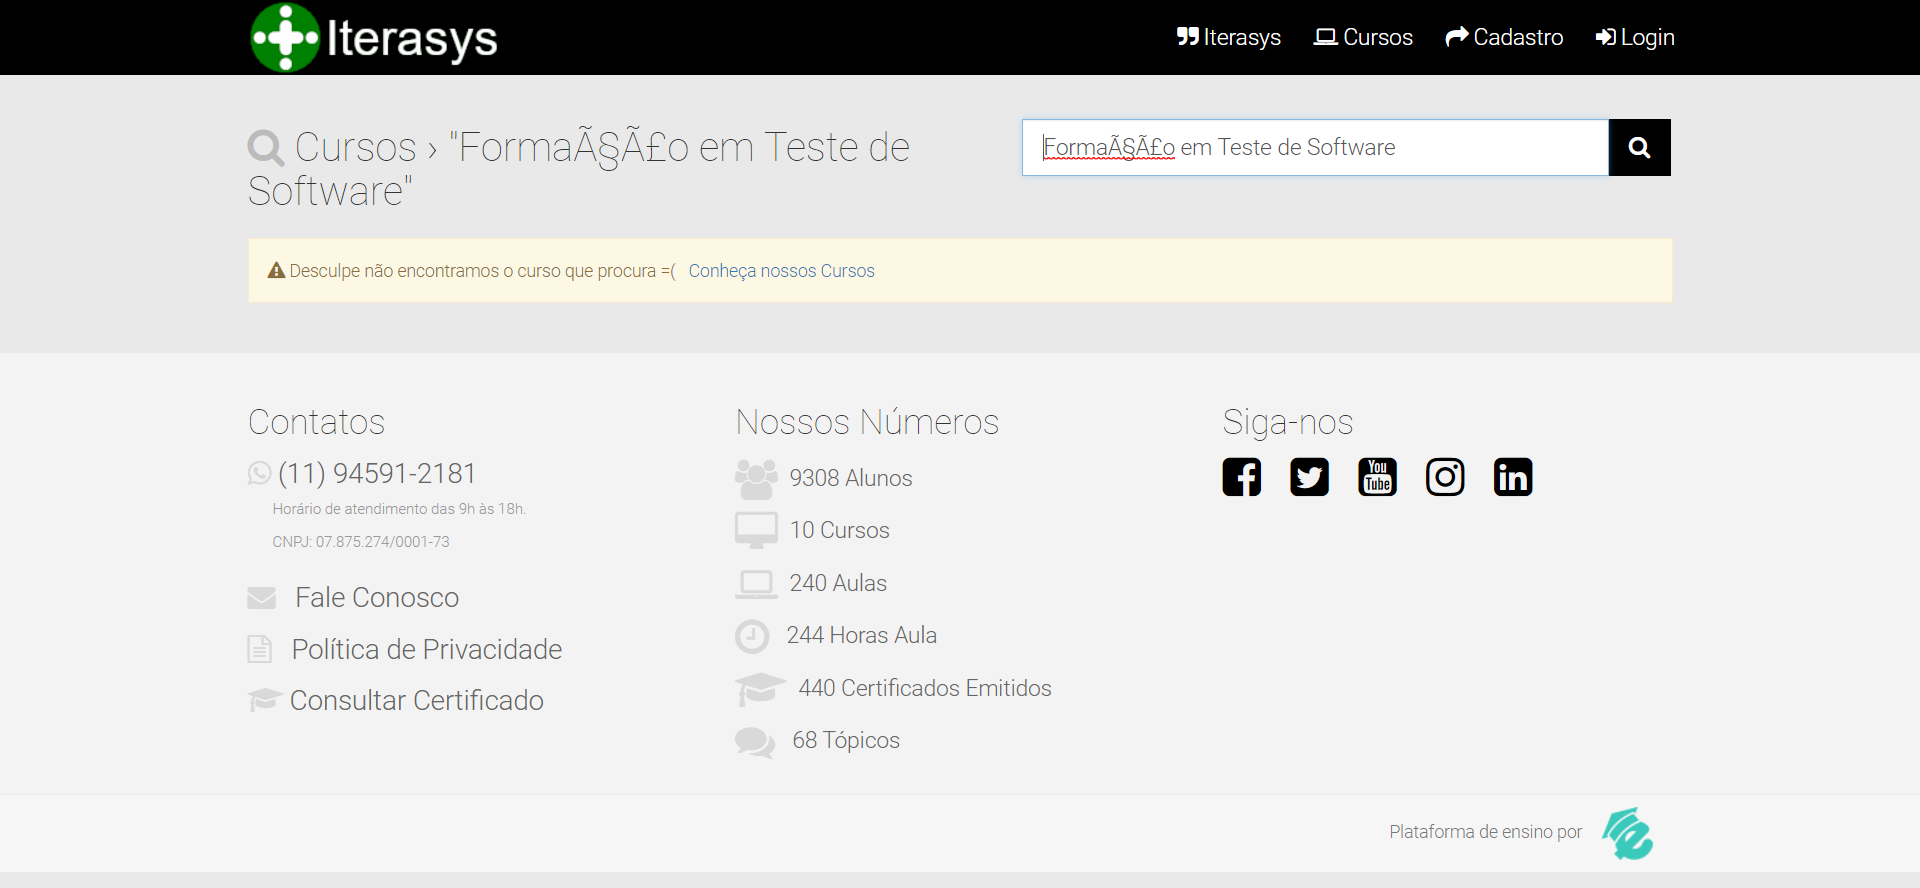 Iterasys
Iterasys
Cursos
Cadastro
Login
Cursos › "FormaÃ§Ã£o em Teste de
Software"
FormaÃ§Ã£o em Teste de Software
Desculpe não encontramos o curso que procura =( Conheça nossos Cursos
Contatos
(11) 94591-2181
Horário de atendimento das 9h às 18h.
CNPJ: 07.875.274/0001-73
Fale Conosco
Política de Privacidade
Consultar Certificado
Nossos Números
9308 Alunos
10 Cursos
240 Aulas
244 Horas Aula
440 Certificados Emitidos
68 Tópicos
Siga-nos
You
Tube
in
Plataforma de ensino por